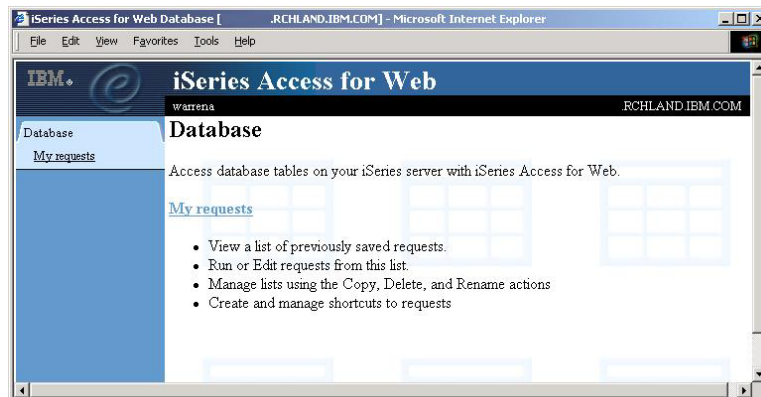 iSeries Access for Web Database [ .RCHLAND.IBM.COM] - Microsoft Internet Explorer
File Edit View Favorites Tools Help
IBM. e iSeries Access for Web
warrena .RCHLAND.IBM.COM
Database
My requests
Database
Access database tables on your iSeries server with iSeries Access for Web.
My requests
• View a list of previously saved requests.
• Run or Edit requests from this list.
• Manage lists using the Copy, Delete, and Rename actions
• Create and manage shortcuts to requests